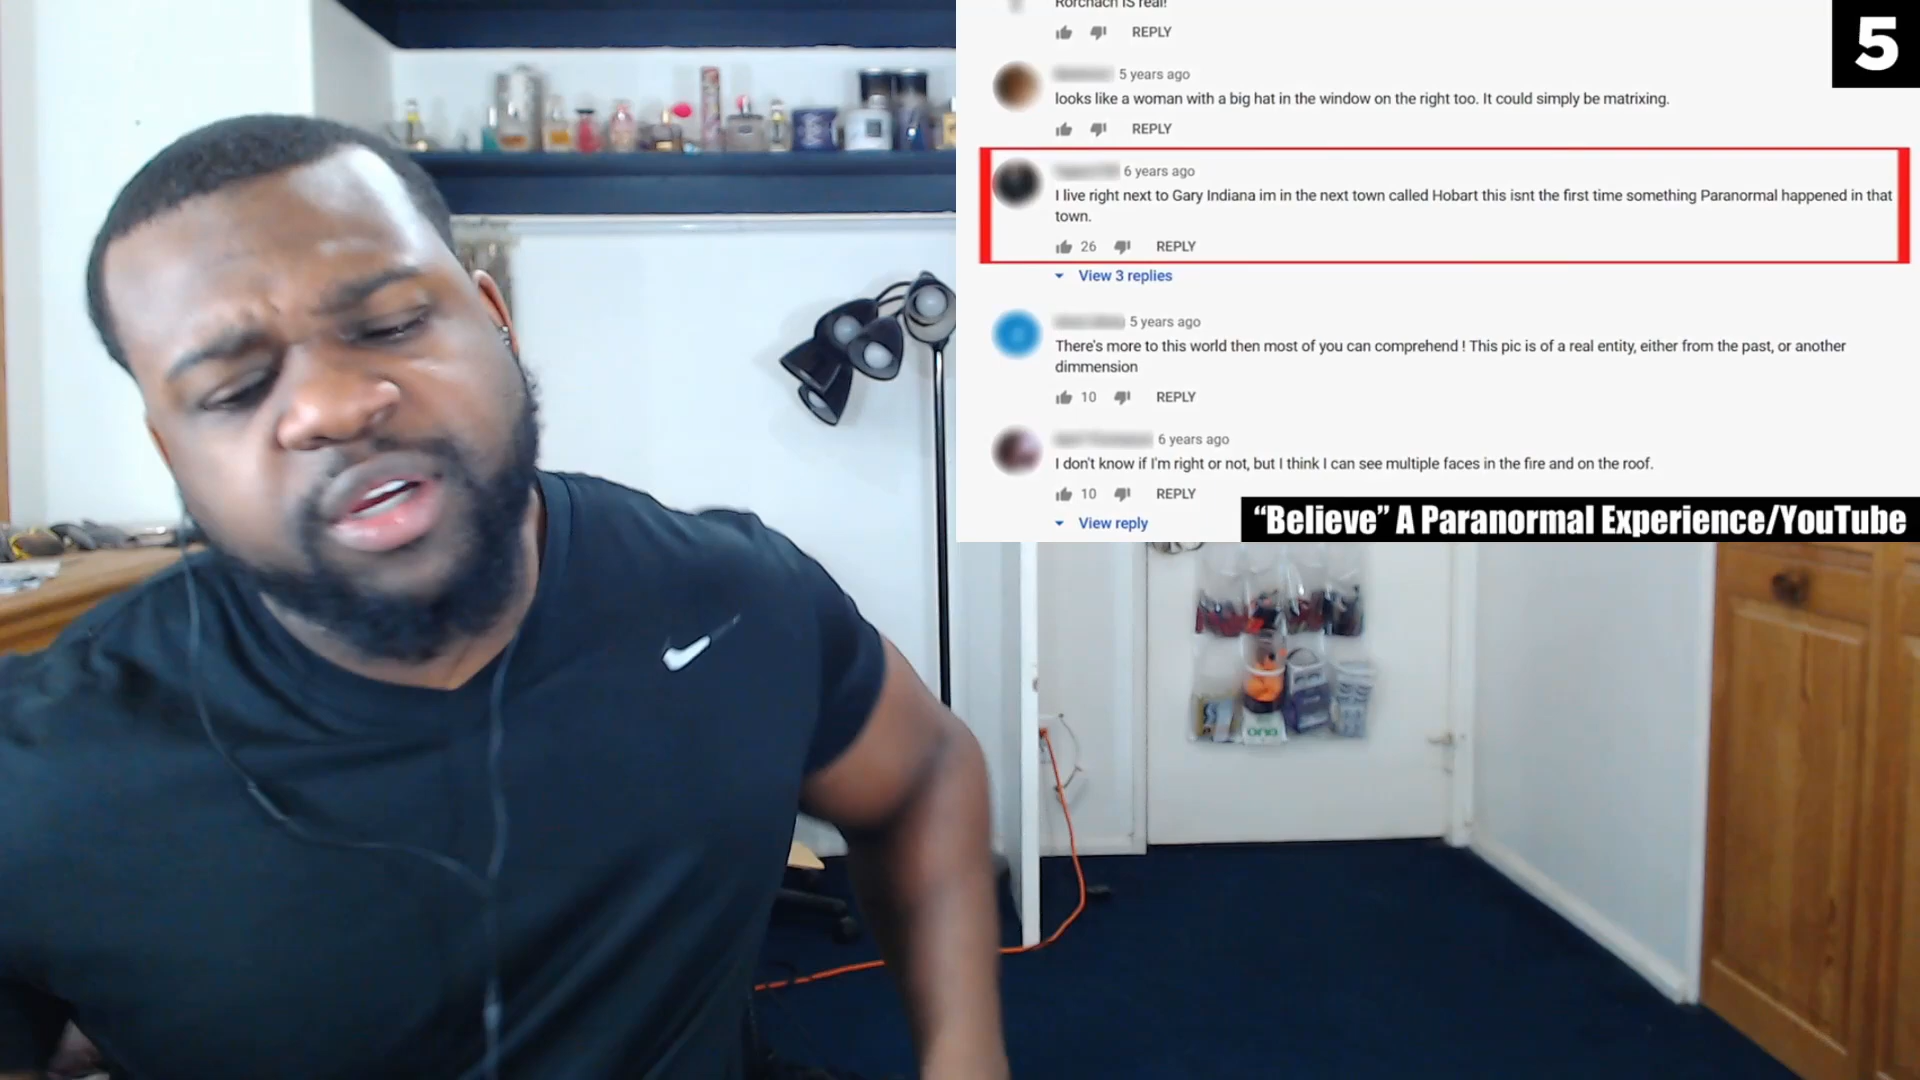 Rorchach IS real!
REPLY
5
5 years ago
looks like a woman with a big hat in the window on the right too. It could simply be matrixing.
REPLY
6 years ago
I live right next to Gary Indiana im in the next town called Hobart this isnt the first time something Paranormal happened in that
town.
26 REPLY
View 3 replies
5 years ago
There's more to this world then most of you can comprehend ! This pic is of a real entity, either from the past, or another
dimmension
10 REPLY
6 years ago
I don't know if I'm right or not, but I think I can see multiple faces in the fire and on the roof.
10 REPLY
View reply
“Believe” A Paranormal Experience/YouTube